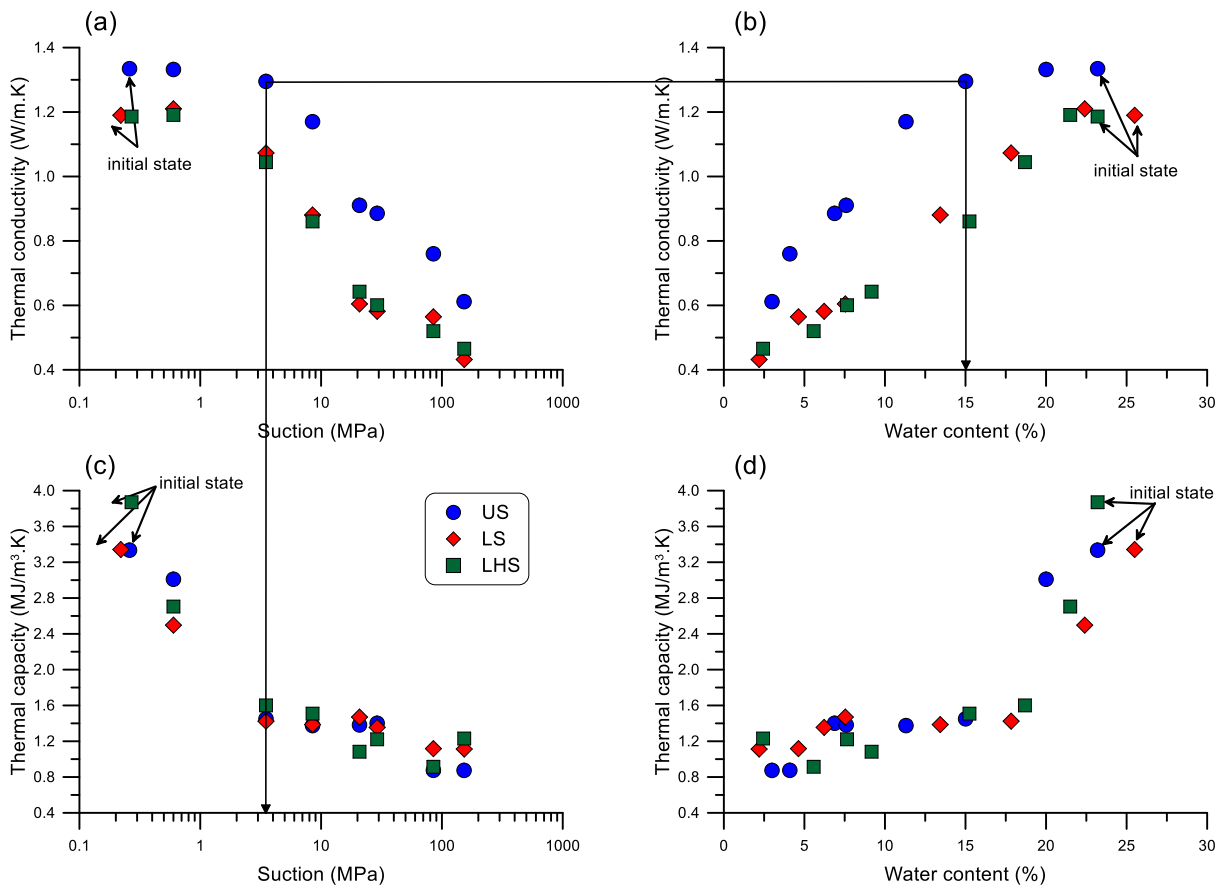 (a)
1.4
1.2
1.0
0.8
0.6
0.4
Thermal conductivity (W/m.K)
initial state
0.1
1
10
100
1000
Suction (MPa)
(b)
1.4
1.2
1.0
0.8
0.6
0.4
Thermal conductivity (W/m.K)
initial state
0
5
10
15
20
25
30
Water content (%)
(c)
4.0
3.6
3.2
2.8
2.4
2.0
1.6
1.2
0.8
0.4
Thermal capacity (MJ/m³.K)
initial state
US
LS
LHS
0.1
1
10
100
1000
Suction (MPa)
(d)
4.0
3.6
3.2
2.8
2.4
2.0
1.6
1.2
0.8
0.4
Thermal capacity (MJ/m³.K)
initial state
0
5
10
15
20
25
30
Water content (%)